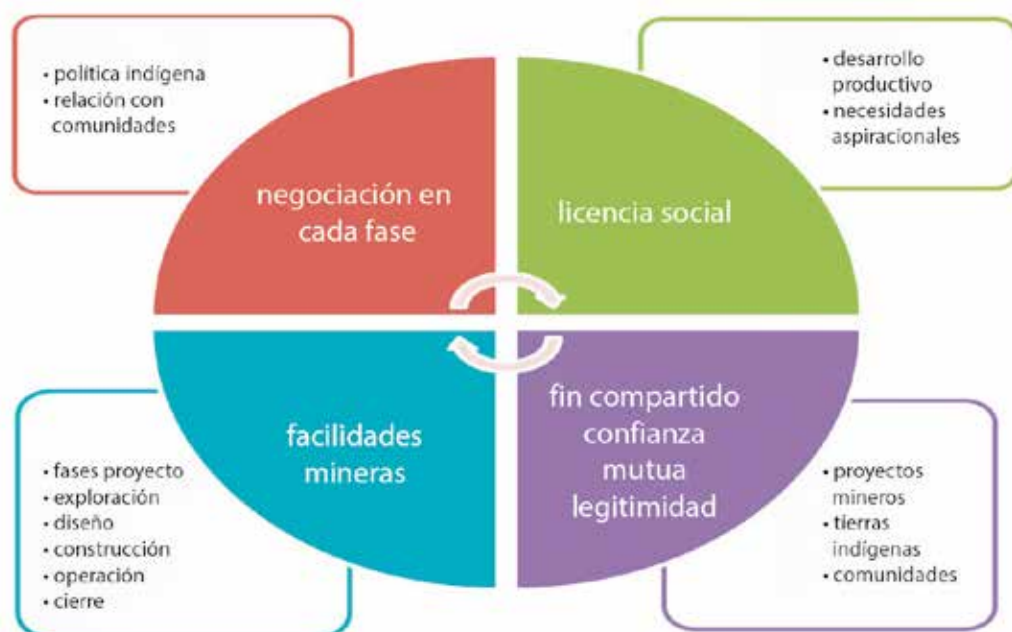 • política indígena
• relación con
comunidades
negociación en
cada fase
• desarrollo
productivo
• necesidades
aspiracionales
licencia social
facilidades
mineras
• fases proyecto
• exploración
• diseño
• construcción
• operación
• cierre
fin compartido
confianza
mutua
legitimidad
• proyectos
mineros
• tierras
indígenas
• comunidades